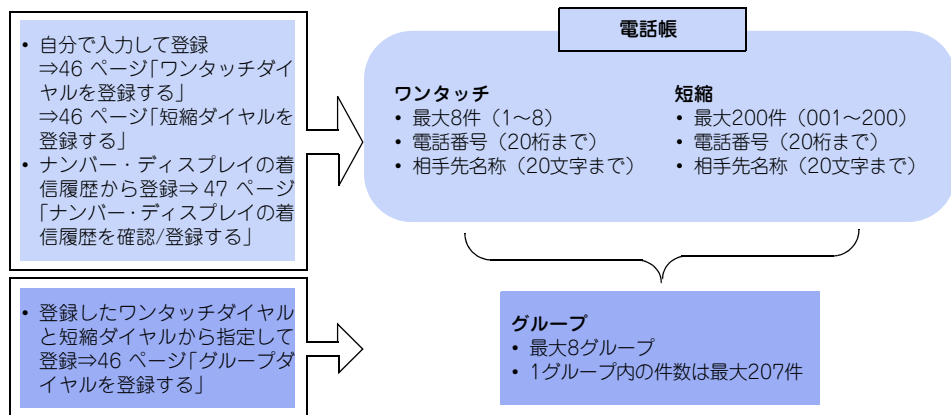 • 自分で入力して登録
⇒46 ページ「ワンタッチダイ
ヤルを登録する」
⇒46 ページ「短縮ダイヤルを
登録する」
• ナンバー・ディスプレイの着
信履歴から登録⇒ 47 ページ
「ナンバー・ディスプレイの着
信履歴を確認/登録する」
電話帳
ワンタッチ
• 最大8件（1～8）
• 電話番号（20桁まで）
• 相手先名称（20文字まで）
短縮
• 最大200件（001～200）
• 電話番号（20桁まで）
• 相手先名称（20文字まで）
• 登録したワンタッチダイヤル
と短縮ダイヤルから指定して
登録⇒46 ページ「グループダ
イヤルを登録する」
グループ
• 最大8グループ
• 1グループ内の件数は最大207件